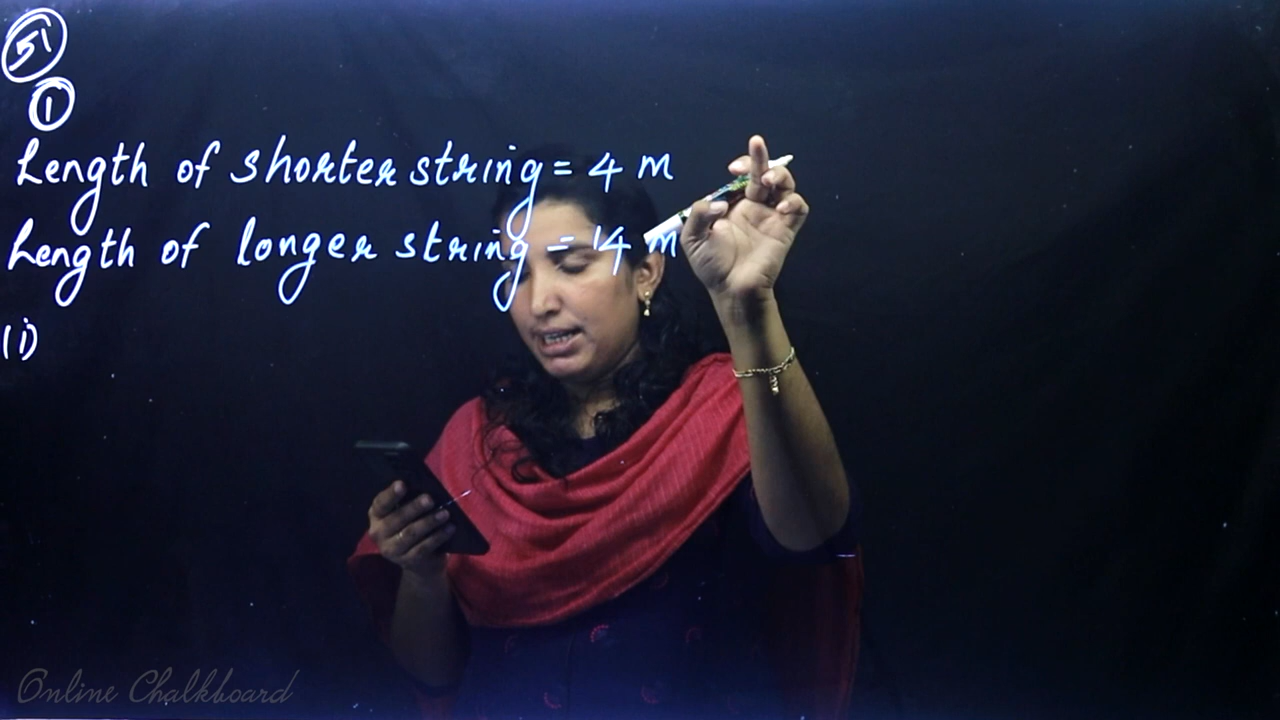 51
1
Length of shorter string = 4 m
Length of longer string = 14 m
(i)
Online Chalkboard